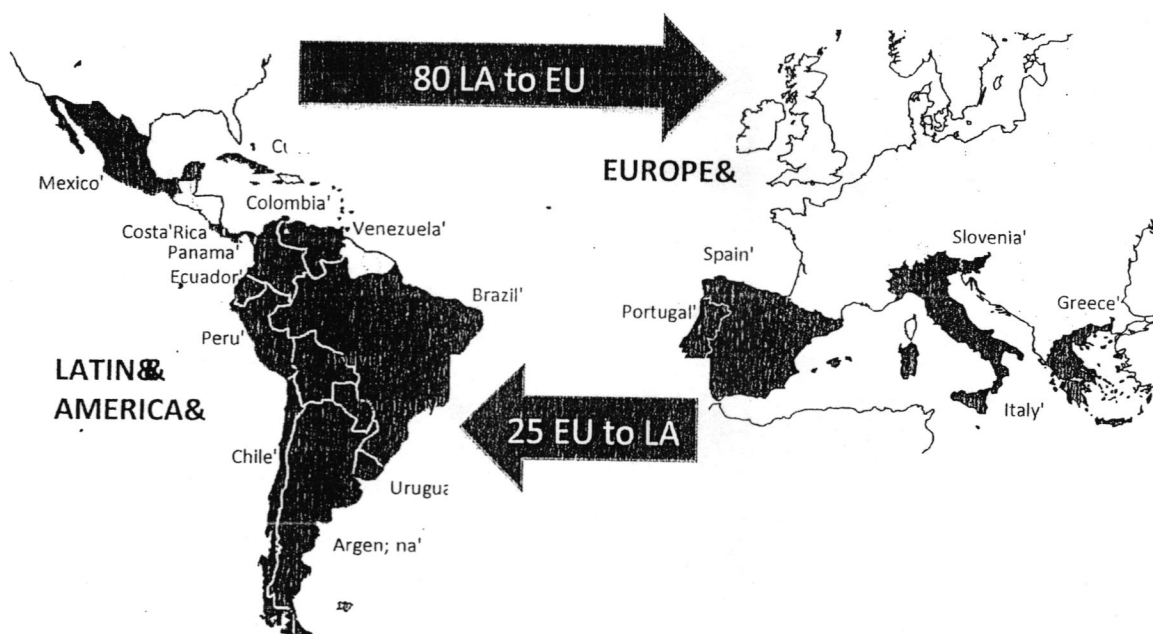 80 LA to EU
EUROPE&
Mexico'
Colombia'
Costa'Rica
Venezuela'
Panama'
Ecuador'
Brazil'
Peru'
LATIN&
AMERICA&
Chile'
Argen; na'
Spain'
Slovenia'
Portugal'
Greece'
Italy'
25 EU to LA